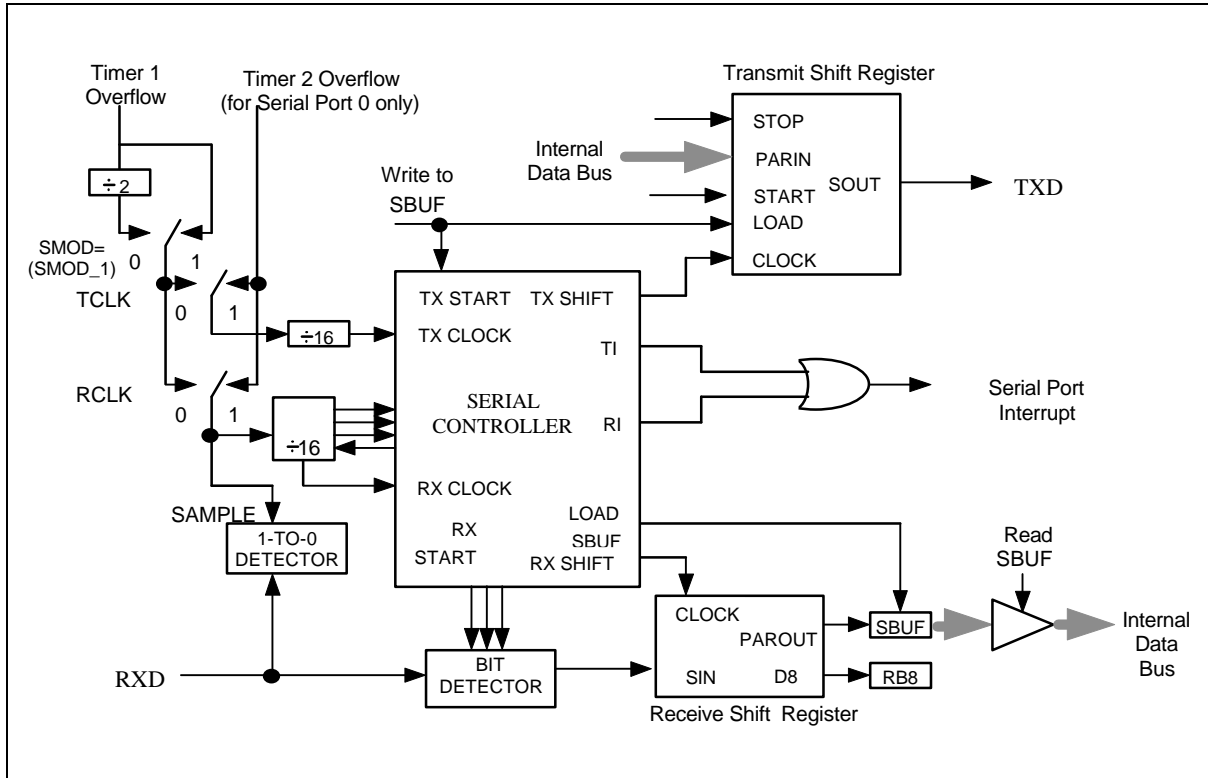 Timer 1
Overflow
Timer 2 Overflow
(for Serial Port 0 only)
÷2
SMOD=
(SMOD_1)
0
1
TCLK
0
1
÷16
RCLK
0
1
÷16
SAMPLE
1-TO-0
DETECTOR
RXD
Write to
SBUF
TX START
TX SHIFT
TX CLOCK
TI
SERIAL
CONTROLLER
RI
RX CLOCK
LOAD
SBUF
RX
START
RX SHIFT
BIT
DETECTOR
Transmit Shift Register
Internal
Data Bus
STOP
PARIN
SOUT
START
LOAD
CLOCK
TXD
Serial Port
Interrupt
CLOCK
PAROUT
SIN
D8
Receive Shift Register
SBUF
RB8
Read
SBUF
Internal
Data
Bus